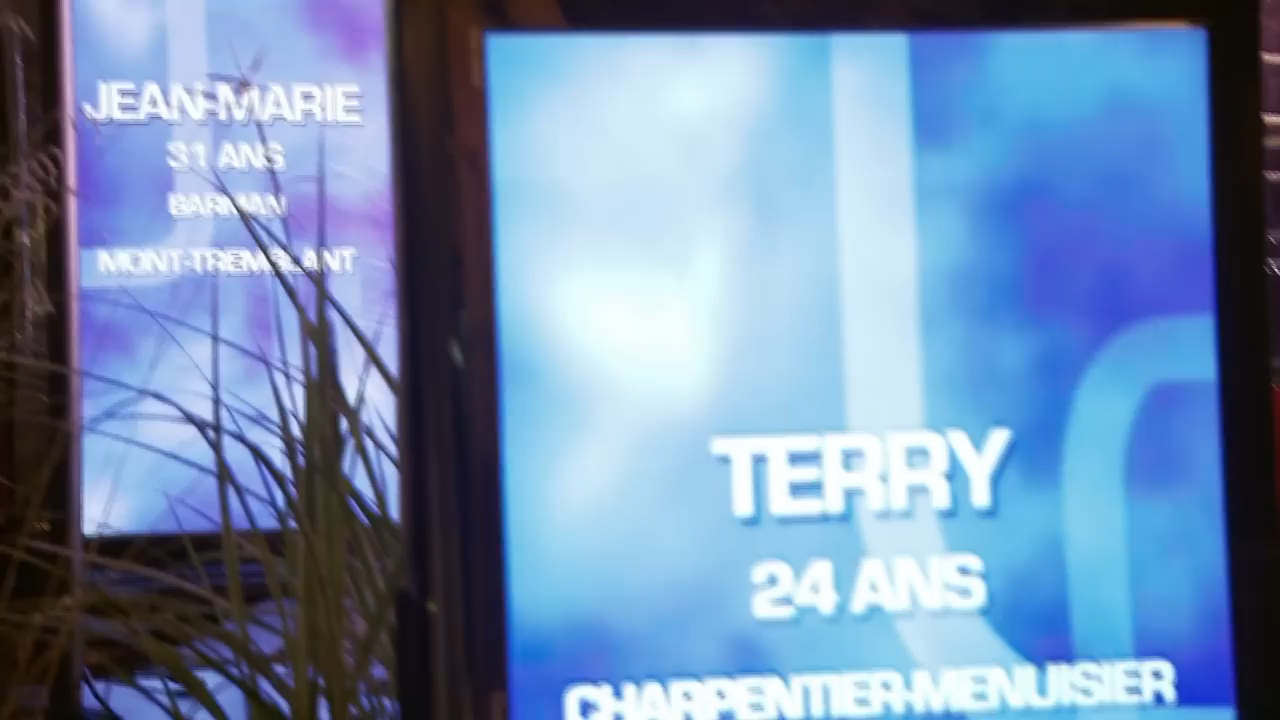 JEAN-MARIE
31 ANS
BARMAN
MONT-TREMBLANT
TERRY
24 ANS
CHARPENTIER-MENUISIER